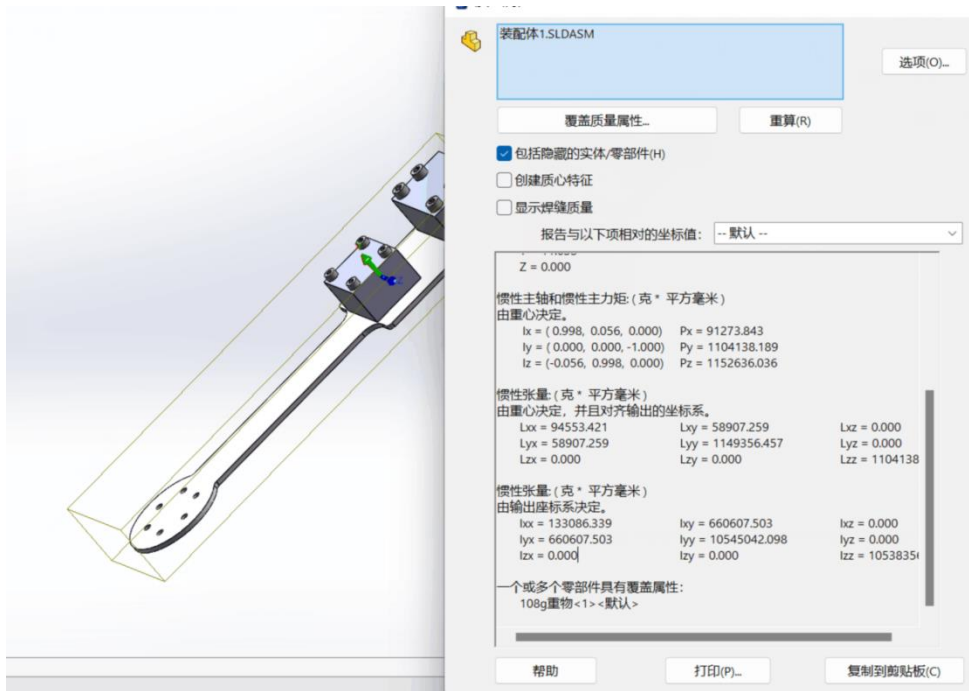 装配体1.SLDASM
选项(O)...
覆盖质量属性...
重算(R)
包括隐藏的实体/零部件(H)
创建质心特征
显示焊缝质量
报告与以下项相对的坐标值: -- 默认 --
Z = 0.000
惯性主轴和惯性主力矩: ( 克 * 平方毫米 )
由重心决定。
Ix = ( 0.998, 0.056, 0.000) Px = 91273.843
Iy = ( 0.000, 0.000, -1.000) Py = 1104138.189
Iz = (-0.056, 0.998, 0.000) Pz = 1152636.036
惯性张量: ( 克 * 平方毫米 )
由重心决定，并且对齐输出的坐标系。
Lxx = 94553.421 Lxy = 58907.259 Lxz = 0.000
Lyx = 58907.259 Lyy = 1149356.457 Lyz = 0.000
Lzx = 0.000 Lzy = 0.000 Lzz = 1104138
惯性张量: ( 克 * 平方毫米 )
由输出座标系决定。
Ixx = 133086.339 Ixy = 660607.503 Ixz = 0.000
Iyx = 660607.503 Iyy = 10545042.098 Iyz = 0.000
Izx = 0.000 Izy = 0.000 Izz = 1053835
一个或多个零部件具有覆盖属性:
108g重物<1><默认>
帮助
打印(P)...
复制到剪贴板(C)